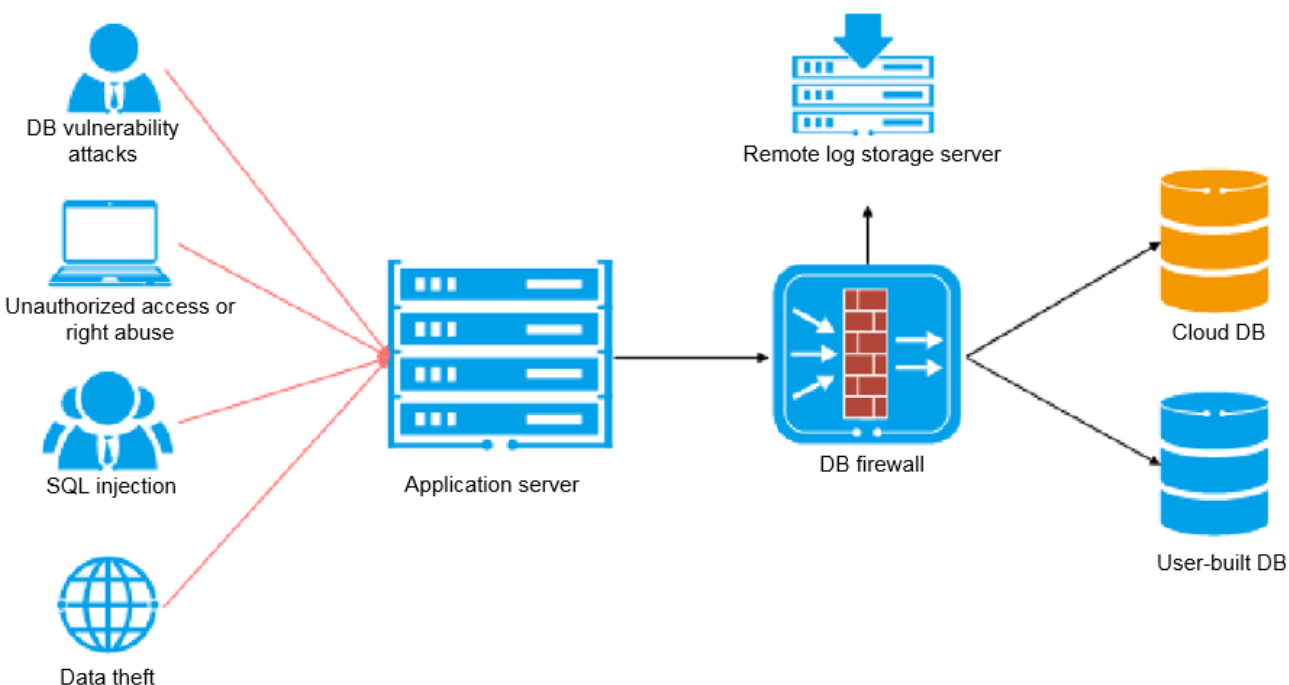 DB vulnerability
attacks
Unauthorized access or
right abuse
SQL injection
Data theft
Application server
Remote log storage server
DB firewall
Cloud DB
User-built DB